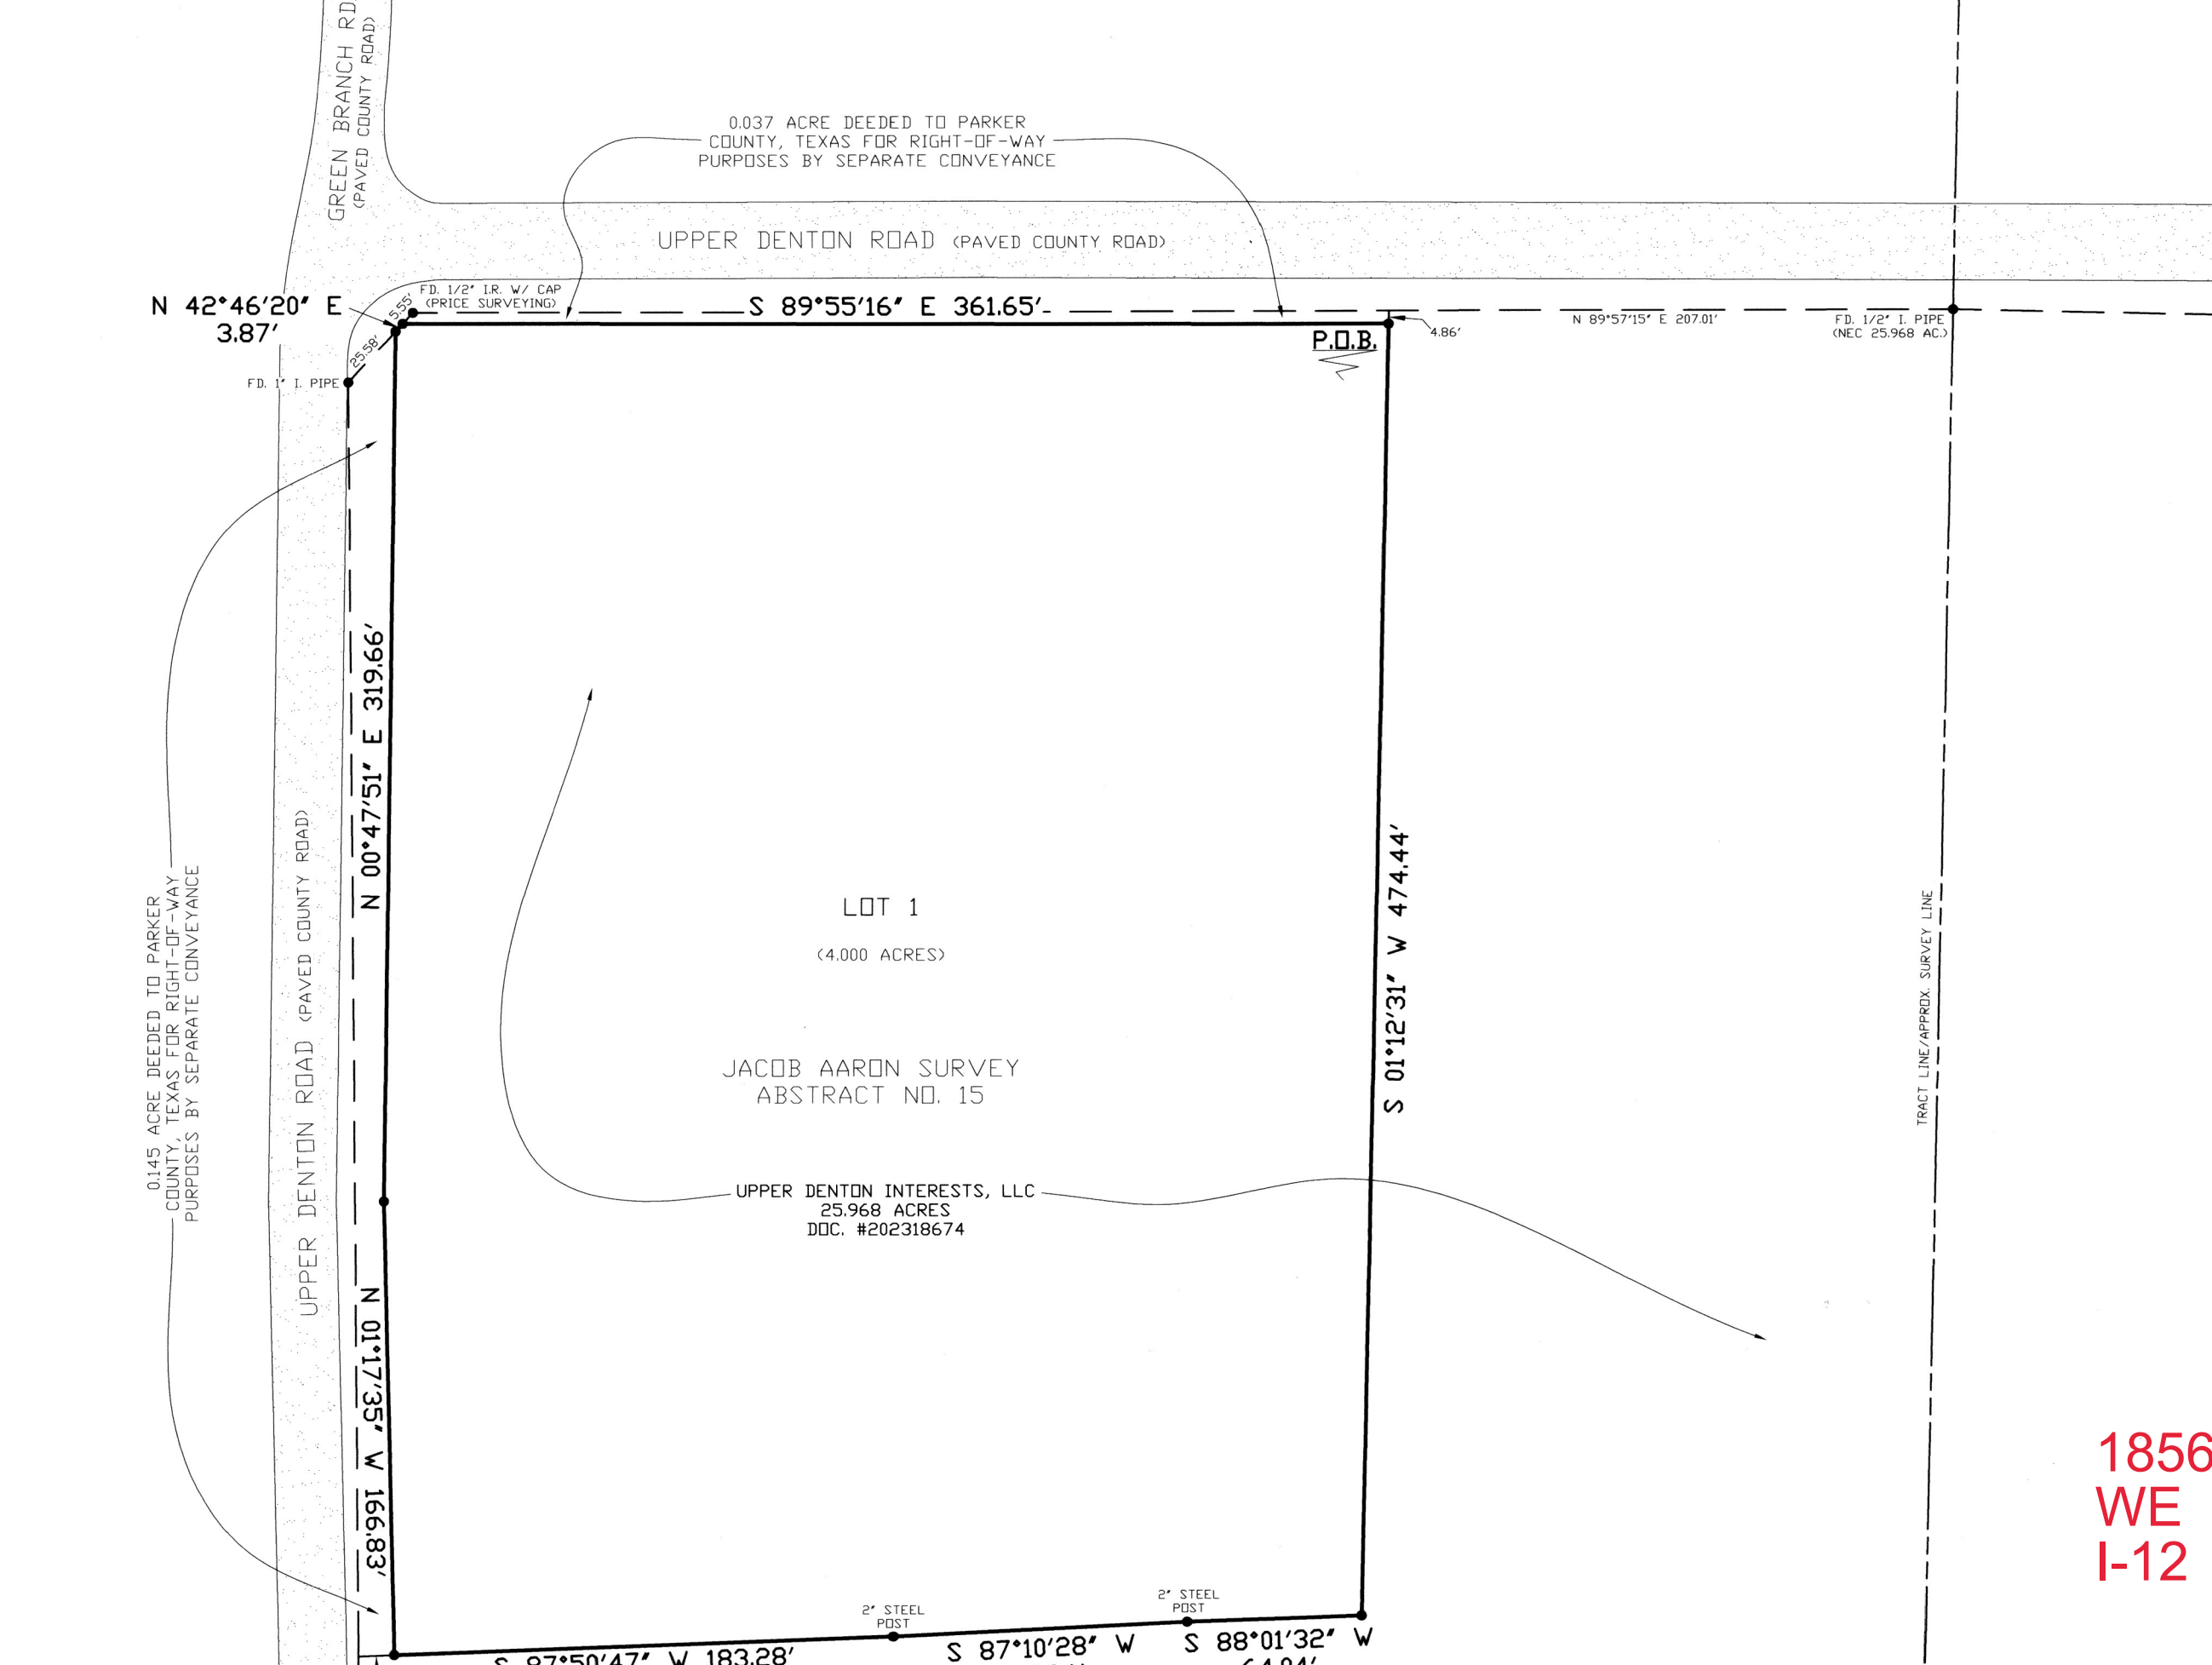 GREEN BRANCH RD.
(PAVED COUNTY ROAD)
0.037 ACRE DEEDED TO PARKER
COUNTY, TEXAS FOR RIGHT-OF-WAY
PURPOSES BY SEPARATE CONVEYANCE
UPPER DENTON ROAD (PAVED COUNTY ROAD)
N 42°46'20" E
3.87'
5.55'
FD. 1/2" I.R. W/ CAP
(PRICE SURVEYING)
S 89°55'16" E 361.65'
P.O.B.
4.86'
N 89°57'15" E 207.01'
FD. 1/2" I. PIPE
(NEC 25.968 AC.)
25.58'
FD. 1" I. PIPE
N 00°47'51" E 319.66'
0.145 ACRE DEEDED TO PARKER
COUNTY, TEXAS FOR RIGHT-OF-WAY
PURPOSES BY SEPARATE CONVEYANCE
UPPER DENTON ROAD (PAVED COUNTY ROAD)
LOT 1
(4.000 ACRES)
JACOB AARON SURVEY
ABSTRACT NO. 15
UPPER DENTON INTERESTS, LLC
25.968 ACRES
DOC. #202318674
S 01°12'31" W 474.44'
TRACT LINE/APPROX. SURVEY LINE
N 01°17'35" W 166.83'
1856
WE
I-12
2" STEEL
POST
2" STEEL
POST
S 87°50'47" W 183.28'
S 87°10'28" W
S 88°01'32" W